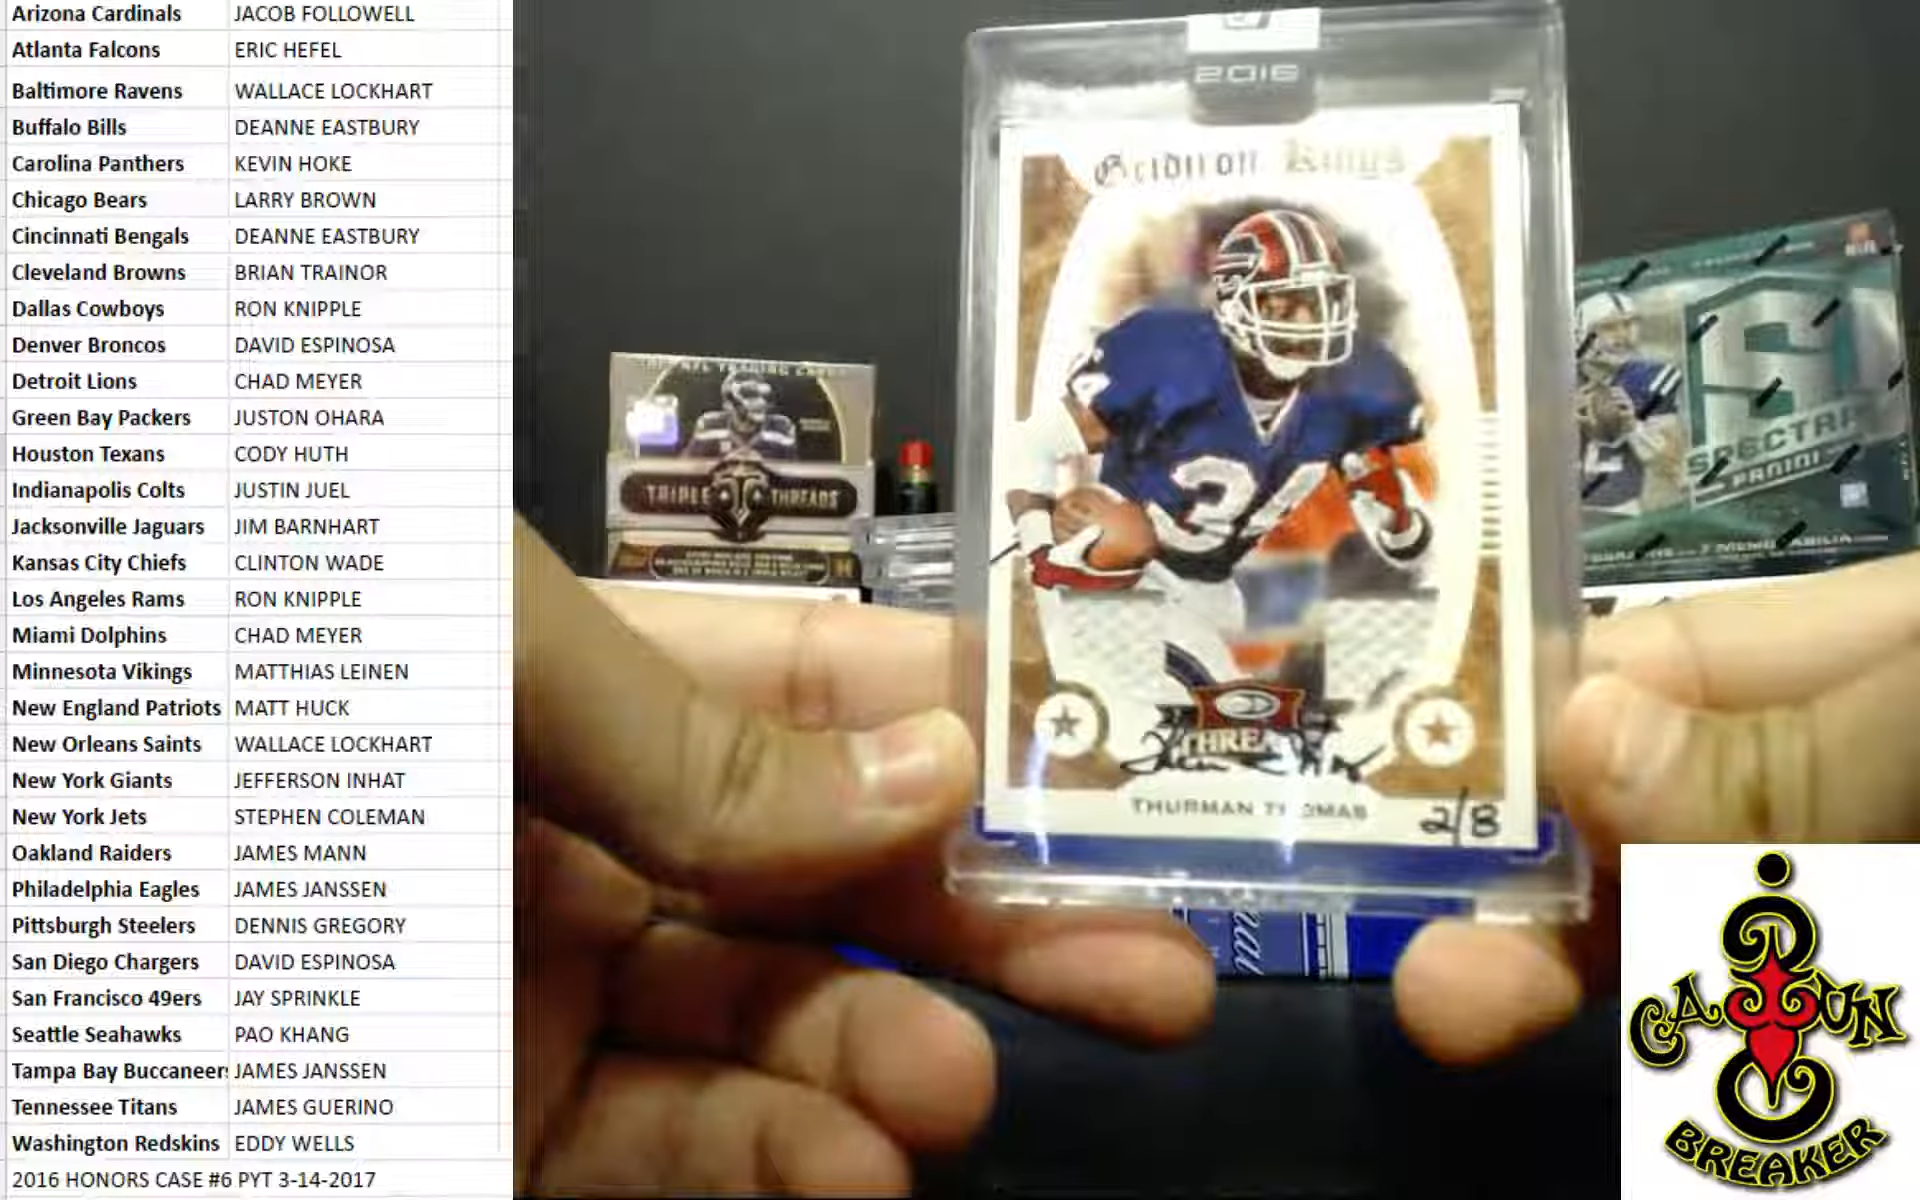 Arizona Cardinals JACOB FOLLOWELL
Atlanta Falcons ERIC HEFEL
Baltimore Ravens WALLACE LOCKHART
Buffalo Bills DEANNE EASTBURY
Carolina Panthers KEVIN HOKE
Chicago Bears LARRY BROWN
Cincinnati Bengals DEANNE EASTBURY
Cleveland Browns BRIAN TRAINOR
Dallas Cowboys RON KNIPPLE
Denver Broncos DAVID ESPINOSA
Detroit Lions CHAD MEYER
Green Bay Packers JUSTON OHARA
Houston Texans CODY HUTH
Indianapolis Colts JUSTIN JUEL
Jacksonville Jaguars JIM BARNHART
Kansas City Chiefs CLINTON WADE
Los Angeles Rams RON KNIPPLE
Miami Dolphins CHAD MEYER
Minnesota Vikings MATTHIAS LEINEN
New England Patriots MATT HUCK
New Orleans Saints WALLACE LOCKHART
New York Giants JEFFERSON INHAT
New York Jets STEPHEN COLEMAN
Oakland Raiders JAMES MANN
Philadelphia Eagles JAMES JANSSEN
Pittsburgh Steelers DENNIS GREGORY
San Diego Chargers DAVID ESPINOSA
San Francisco 49ers JAY SPRINKLE
Seattle Seahawks PAO KHANG
Tampa Bay Buccaneers JAMES JANSSEN
Tennessee Titans JAMES GUERINO
Washington Redskins EDDY WELLS
2016 HONORS CASE #6 PYT 3-14-2017
2016
Gridiron Kings
34
THREA
THURMAN THOMAS
2/8
NFL TRADING CARDS
TRIPLE THREADS
SPECTRA
PANINI
CAJUN
BREAKER